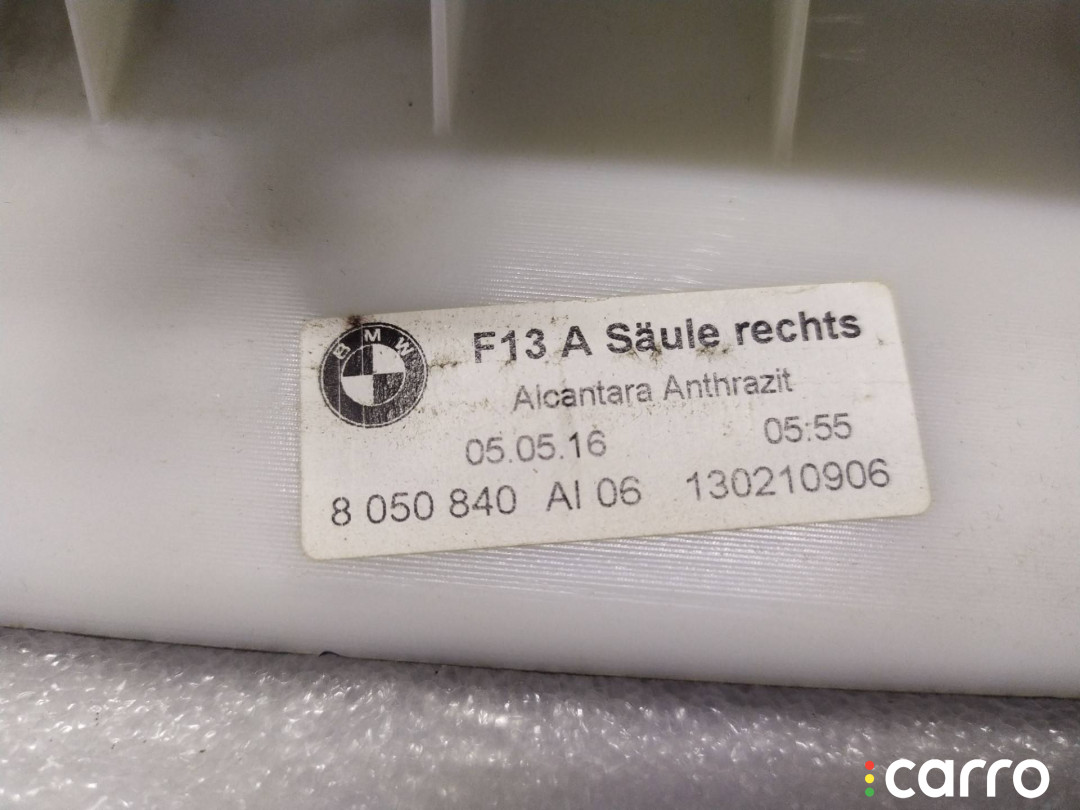 BMW
F13 A Säule rechts
Alcantara Anthrazit
05.05.16 05:55
8 050 840 AI 06 130210906
carro